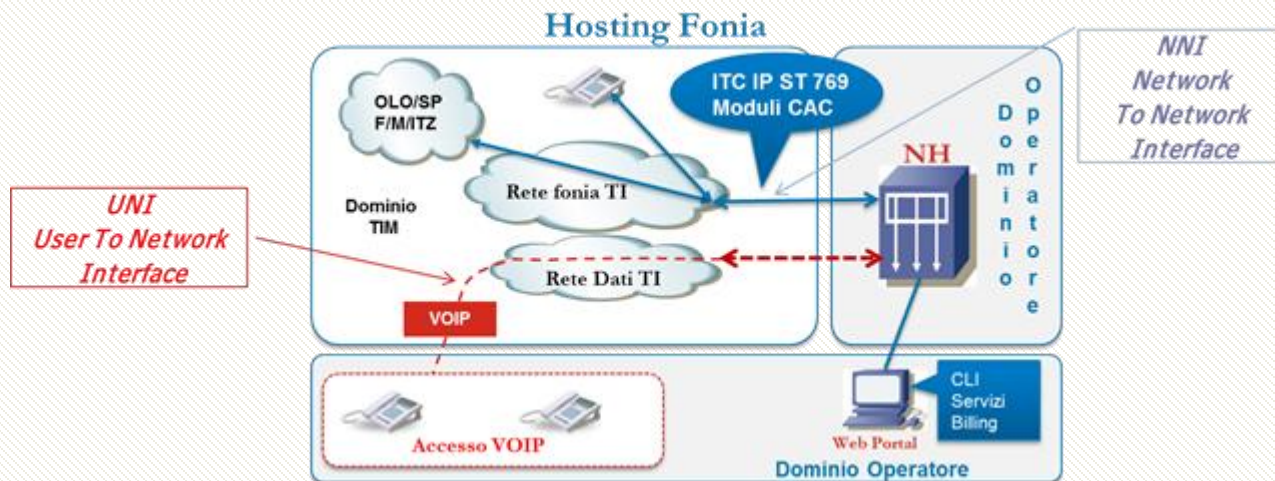 Hosting Fonia
NNI
Network
To Network
Interface
ITC IP ST 769
Moduli CAC
OLO/SP
F/M/ITZ
Dominio
Operatore
NH
Rete fonia TI
UNI
User To Network
Interface
Dominio
TIM
Rete Dati TI
VOIP
CLI
Servizi
Billing
Accesso VOIP
Web Portal
Dominio Operatore